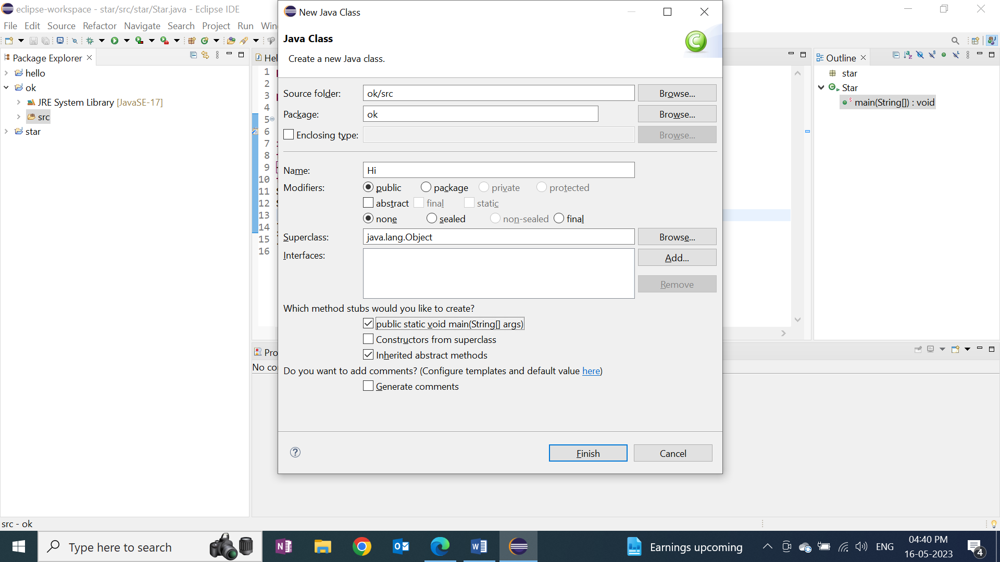 eclipse-workspace - star/src/star/Star.java - Eclipse IDE
File Edit Source Refactor Navigate Search Project Run
Package Explorer
hello
ok
JRE System Library [JavaSE-17]
src
star
1
2
3
4
5
6
7
8
9
10
11
12
13
14
15
16
No
New Java Class
Java Class
Create a new Java class.
Source folder: ok/src Browse...
Package: ok Browse...
Enclosing type: Browse...
Name: Hi
Modifiers: public package private protected
abstract final static
none sealed non-sealed final
Superclass: java.lang.Object Browse...
Interfaces: Add...
Remove
Which method stubs would you like to create?
public static void main(String[] args)
Constructors from superclass
Inherited abstract methods
Do you want to add comments? (Configure templates and default value here)
Generate comments
Finish Cancel
Outline
star
Star
main(String[]) : void
src - ok
Type here to search
Earnings upcoming
ENG
04:40 PM
16-05-2023
4